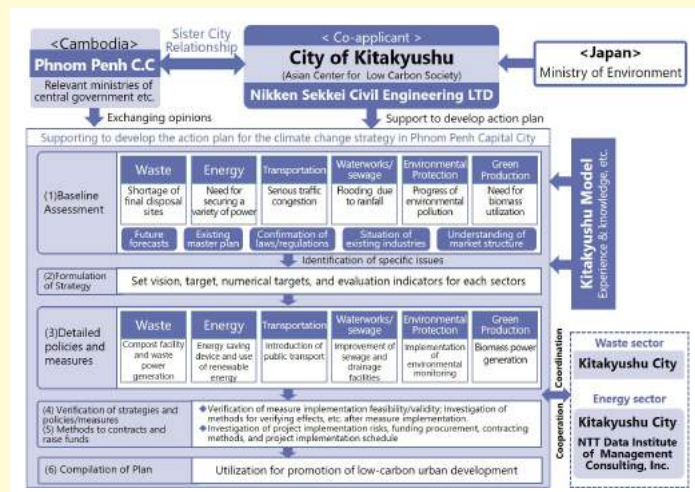 <Cambodia>
Phnom Penh C.C
Relevant ministries of
central government etc.
Sister City
Relationship
< Co-applicant >
City of Kitakyushu
(Asian Center for Low Carbon Society)
Nikken Sekkei Civil Engineering LTD
<Japan>
Ministry of Environment
Exchanging opinions
Support to develop action plan
Supporting to develop the action plan for the climate change strategy in Phnom Penh Capital City
(1)Baseline
Assessment
Waste
Shortage of
final disposal
sites
Energy
Need for
securing a
variety of power
Transportation
Serious traffic
congestion
Waterworks/
sewage
Flooding due
to rainfall
Environmental
Protection
Progress of
environmental
pollution
Green
Production
Need for
biomass
utilization
Future
forecasts
Existing
master plan
Confirmation of
laws/regulations
Situation of
existing industries
Understanding of
market structure
Identification of specific issues
(2)Formulation
of Strategy
Set vision, target, numerical targets, and evaluation indicators for each sectors
(3)Detailed
policies and
measures
Waste
Compost facility
and waste
power
generation
Energy
Energy saving
device and use
of renewable
energy
Transportation
Introduction of
public transport
Waterworks/
sewage
Improvement of
sewage and
drainage
facilities
Environmental
Protection
Implementation
of
environmental
monitoring
Green
Production
Biomass power
generation
(4) Verification of strategies and
policies/measures
(5) Methods to contracts and
raise funds
◆Verification of measure implementation feasibility/validity; Investigation of
methods for verifying effects, etc. after measure implementation.
◆Investigation of project implementation risks, funding procurement, contracting
methods, and project implementation schedule
(6) Compilation of Plan
Utilization for promotion of low-carbon urban development
Kitakyushu Model
Experience & knowledge, etc.
Cooperation Coordination
Waste sector
Kitakyushu City
Energy sector
Kitakyushu City
NTT Data Institute
of Management
Consulting, Inc.